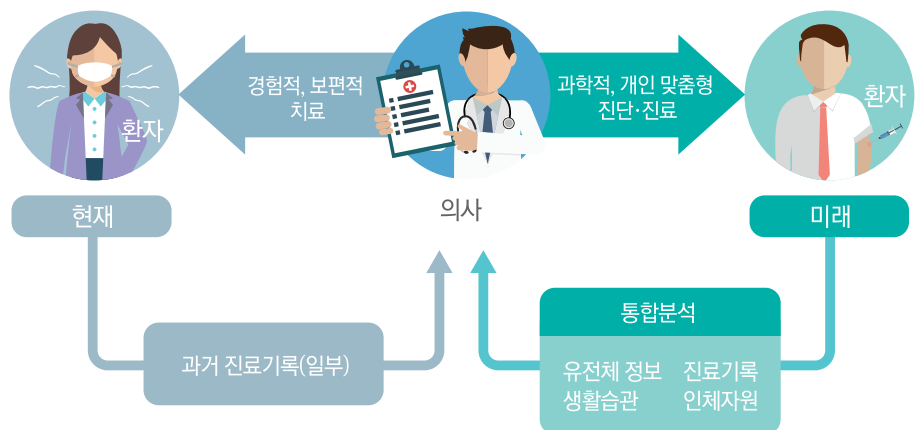 경험적, 보편적
치료
과학적, 개인 맞춤형
진단·진료
환자
환자
의사
현재
미래
과거 진료기록(일부)
통합분석
유전체 정보 진료기록
생활습관 인체자원